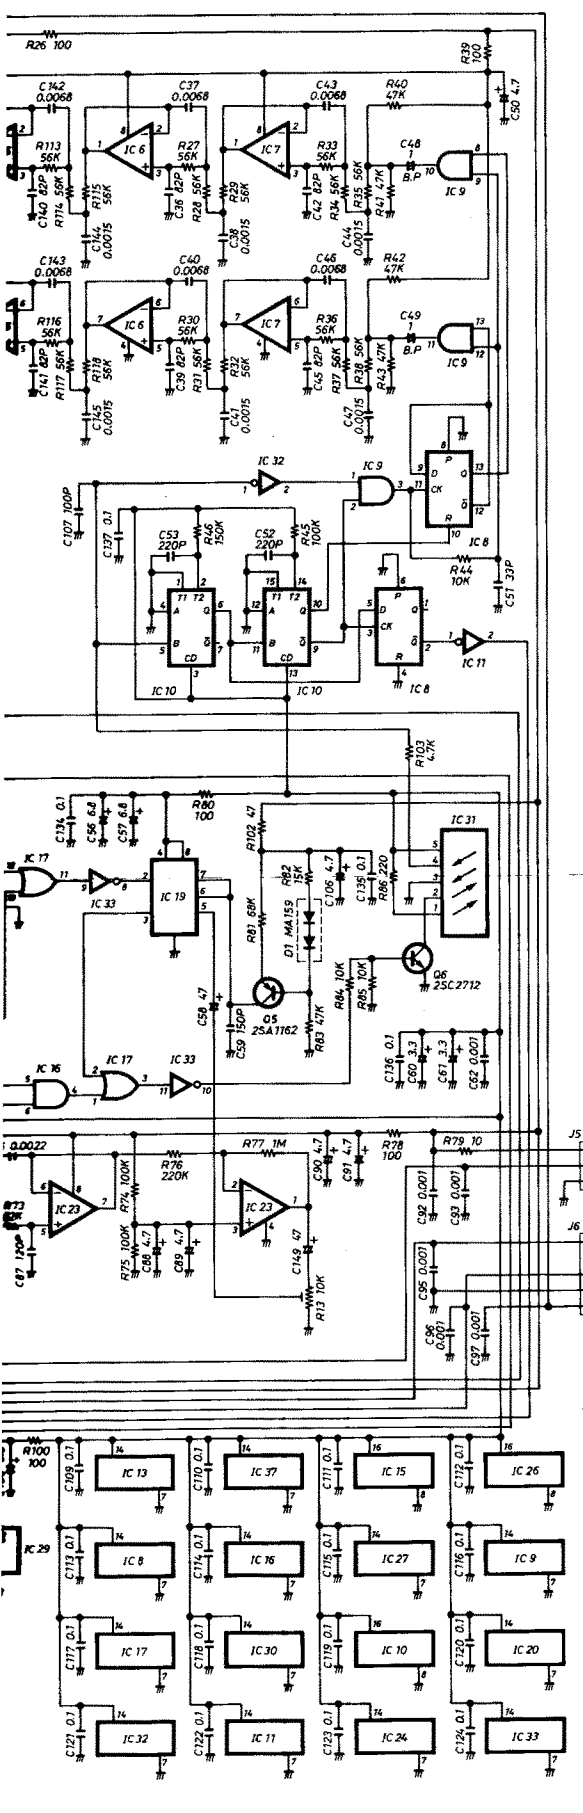 R26 100
R39 100
C50 4.7
C142 0.0068
C37 0.0068
C43 0.0068
R40 47K
R113 56K
IC 6
R27 56K
IC 7
R33 56K
C48 1 B.P
IC 9
C140 82P
R114 56K
R115 56K
C36 82P
R28 56K
R29 56K
C42 82P
R34 56K
R35 56K
R41 47K
C144 0.0015
C38 0.0015
C44 0.0015
C143 0.0068
C40 0.0068
C46 0.0068
R42 47K
R116 56K
IC 6
R30 56K
IC 7
R36 56K
C49 1 B.P
IC 9
C141 82P
R117 56K
R118 56K
C39 82P
R31 56K
R32 56K
C45 82P
R37 56K
R38 56K
R43 47K
C145 0.0015
C41 0.0015
C47 0.0015
IC 32
IC 9
P D Q CK Q R
IC 8
C107 100P
C137 0.1
C53 220P
R46 150K
C52 220P
R45 100K
R44 10K
C51 33P
T1 T2 A Q B Q CD
IC 10
T1 T2 A Q B Q CD
IC 10
P D Q CK Q R
IC 8
IC 11
R103 4.7K
C134 0.1
C56 6.8
C57 6.8
R80 100
R102 47
IC 31
IC 17
IC 33
IC 19
R81 68K
R82 15K
C106 4.7
C135 0.1
R86 220
D1 MA159
C58 47
C59 150P
Q5 2SA1162
R83 47K
R84 10K
R85 10K
Q6 2SC2712
C136 0.1
C60 3.3
C61 3.3
C62 0.001
IC 16
IC 17
IC 33
0.0022
R74 100K
R76 220K
R77 1M
C90 4.7
C91 4.7
R78 100
R79 10
J5
R73
IC 23
IC 23
C87 120P
R75 100K
C88 4.7
C89 4.7
C149 47
R13 10K
C92 0.001
C93 0.001
J6
C95 0.001
C96 0.001
C97 0.001
R100 100
C109 0.1
IC 13
C110 0.1
IC 37
C111 0.1
IC 15
C112 0.1
IC 26
IC 29
C113 0.1
IC 8
C114 0.1
IC 16
C115 0.1
IC 27
C116 0.1
IC 9
C117 0.1
IC 17
C118 0.1
IC 30
C119 0.1
IC 10
C120 0.1
IC 20
C121 0.1
IC 32
C122 0.1
IC 11
C123 0.1
IC 24
C124 0.1
IC 33